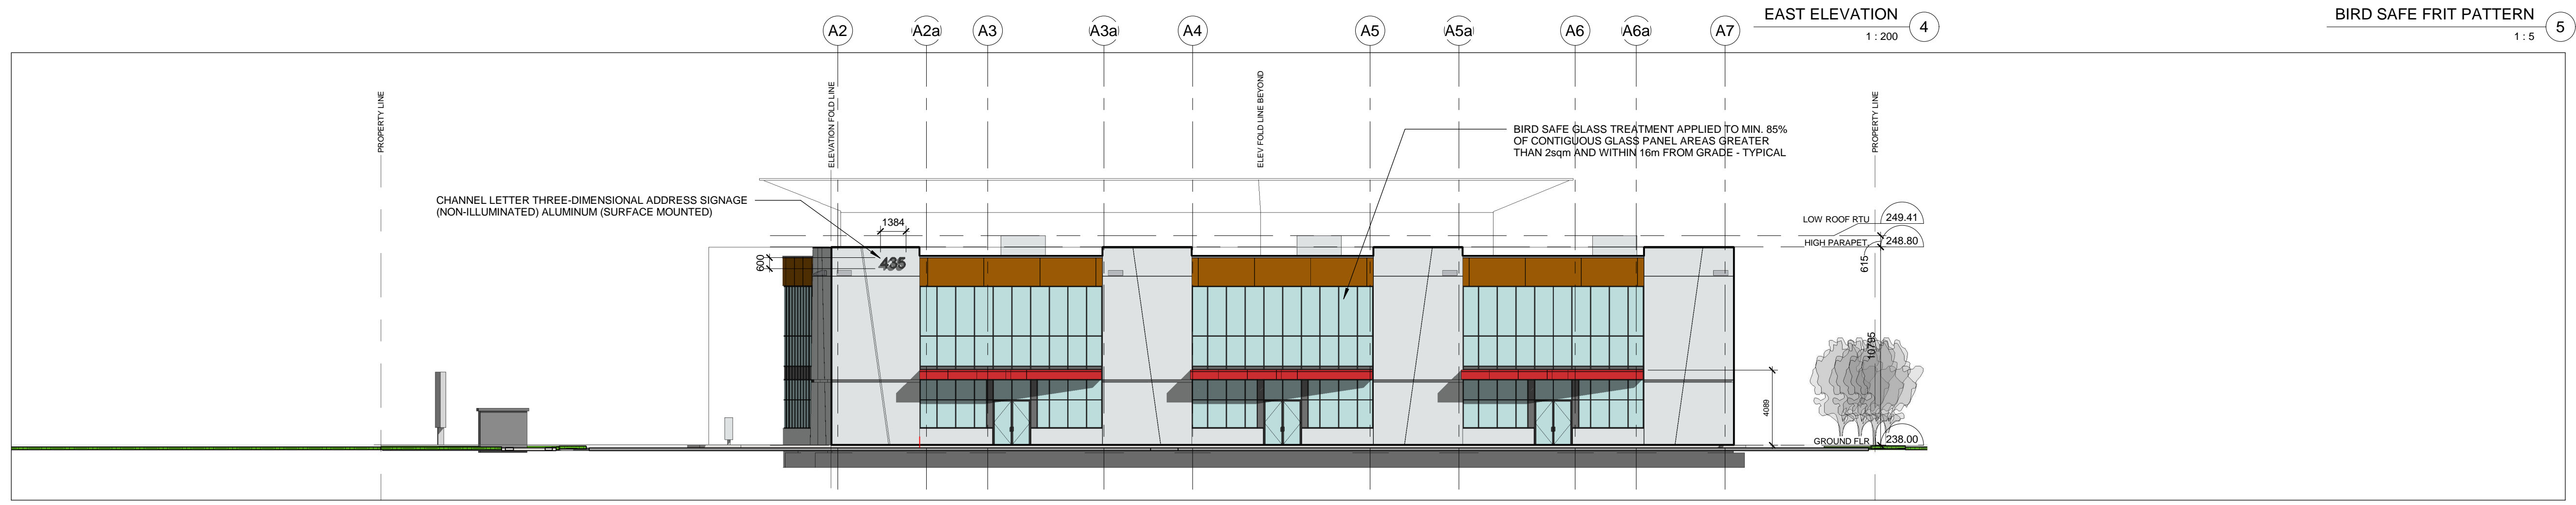 EAST ELEVATION
4
1 : 200
BIRD SAFE FRIT PATTERN
5
1 : 5
A2
A2a
A3
A3a
A4
A5
A5a
A6
A6a
A7
PROPERTY LINE
ELEVATION FOLD LINE
ELEV FOLD LINE BEYOND
PROPERTY LINE
BIRD SAFE GLASS TREATMENT APPLIED TO MIN. 85%
OF CONTIGUOUS GLASS PANEL AREAS GREATER
THAN 2sqm AND WITHIN 16m FROM GRADE - TYPICAL
CHANNEL LETTER THREE-DIMENSIONAL ADDRESS SIGNAGE
(NON-ILLUMINATED) ALUMINUM (SURFACE MOUNTED)
1384
600
435
LOW ROOF RTU
249.41
HIGH PARAPET
248.80
615
10795
4089
GROUND FLR
238.00